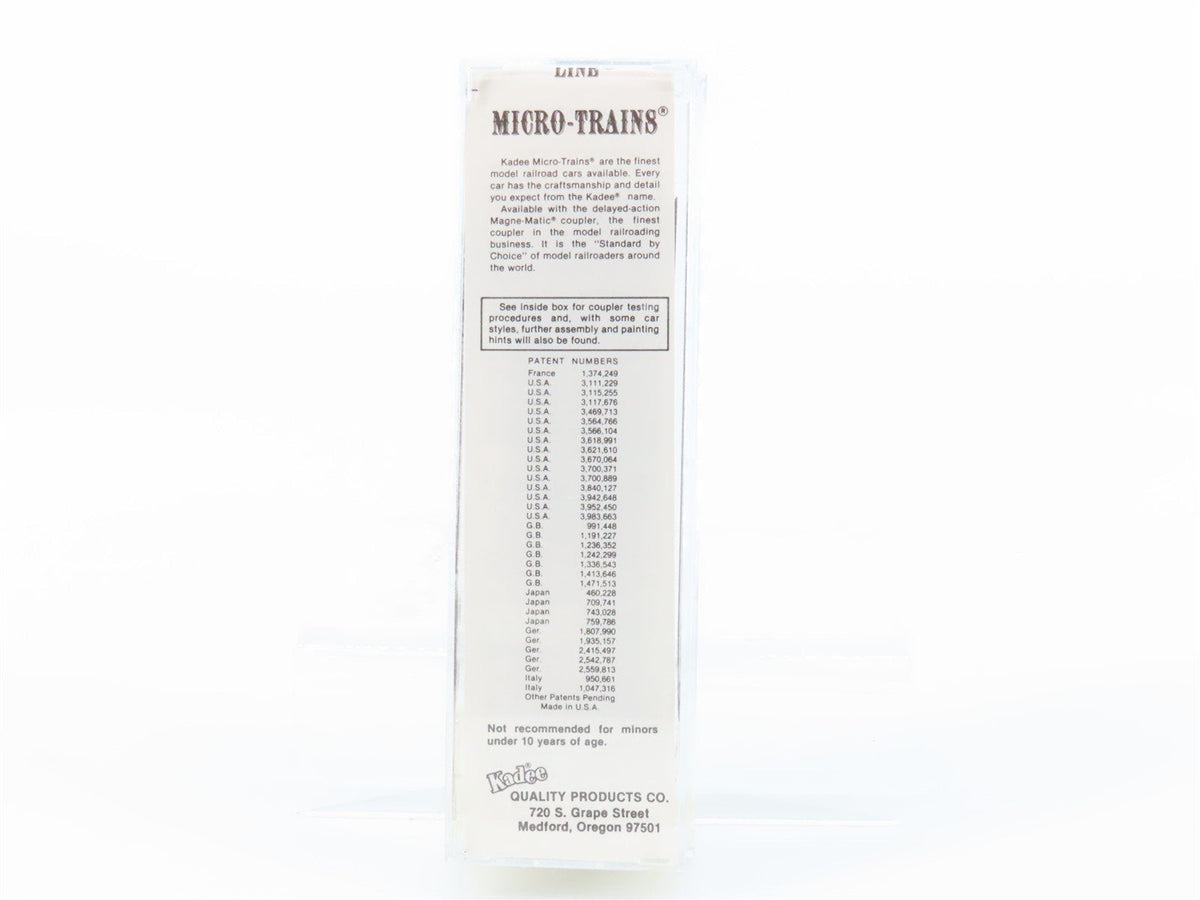 LINE
MICRO-TRAINS®
Kadee Micro-Trains® are the finest
model railroad cars available. Every
car has the craftsmanship and detail
you expect from the Kadee® name.
Available with the delayed-action
Magne-Matic® coupler, the finest
coupler in the model railroading
business. It is the "Standard by
Choice" of model railroaders around
the world.
See inside box for coupler testing
procedures and, with some car
styles, further assembly and painting
hints will also be found.
PATENT NUMBERS
France 1,374,249
U.S.A. 3,111,229
U.S.A. 3,115,255
U.S.A. 3,117,676
U.S.A. 3,469,713
U.S.A. 3,564,766
U.S.A. 3,566,104
U.S.A. 3,618,991
U.S.A. 3,621,610
U.S.A. 3,670,064
U.S.A. 3,700,371
U.S.A. 3,700,889
U.S.A. 3,840,127
U.S.A. 3,942,648
U.S.A. 3,952,450
U.S.A. 3,983,663
G.B. 991,448
G.B. 1,191,227
G.B. 1,236,352
G.B. 1,242,299
G.B. 1,336,543
G.B. 1,413,646
G.B. 1,471,513
Japan 460,228
Japan 709,741
Japan 743,028
Japan 759,786
Ger. 1,807,990
Ger. 1,935,157
Ger. 2,415,497
Ger. 2,542,787
Ger. 2,559,813
Italy 950,661
Italy 1,047,316
Other Patents Pending
Made in U.S.A.
Not recommended for minors
under 10 years of age.
Kadee®
QUALITY PRODUCTS CO.
720 S. Grape Street
Medford, Oregon 97501